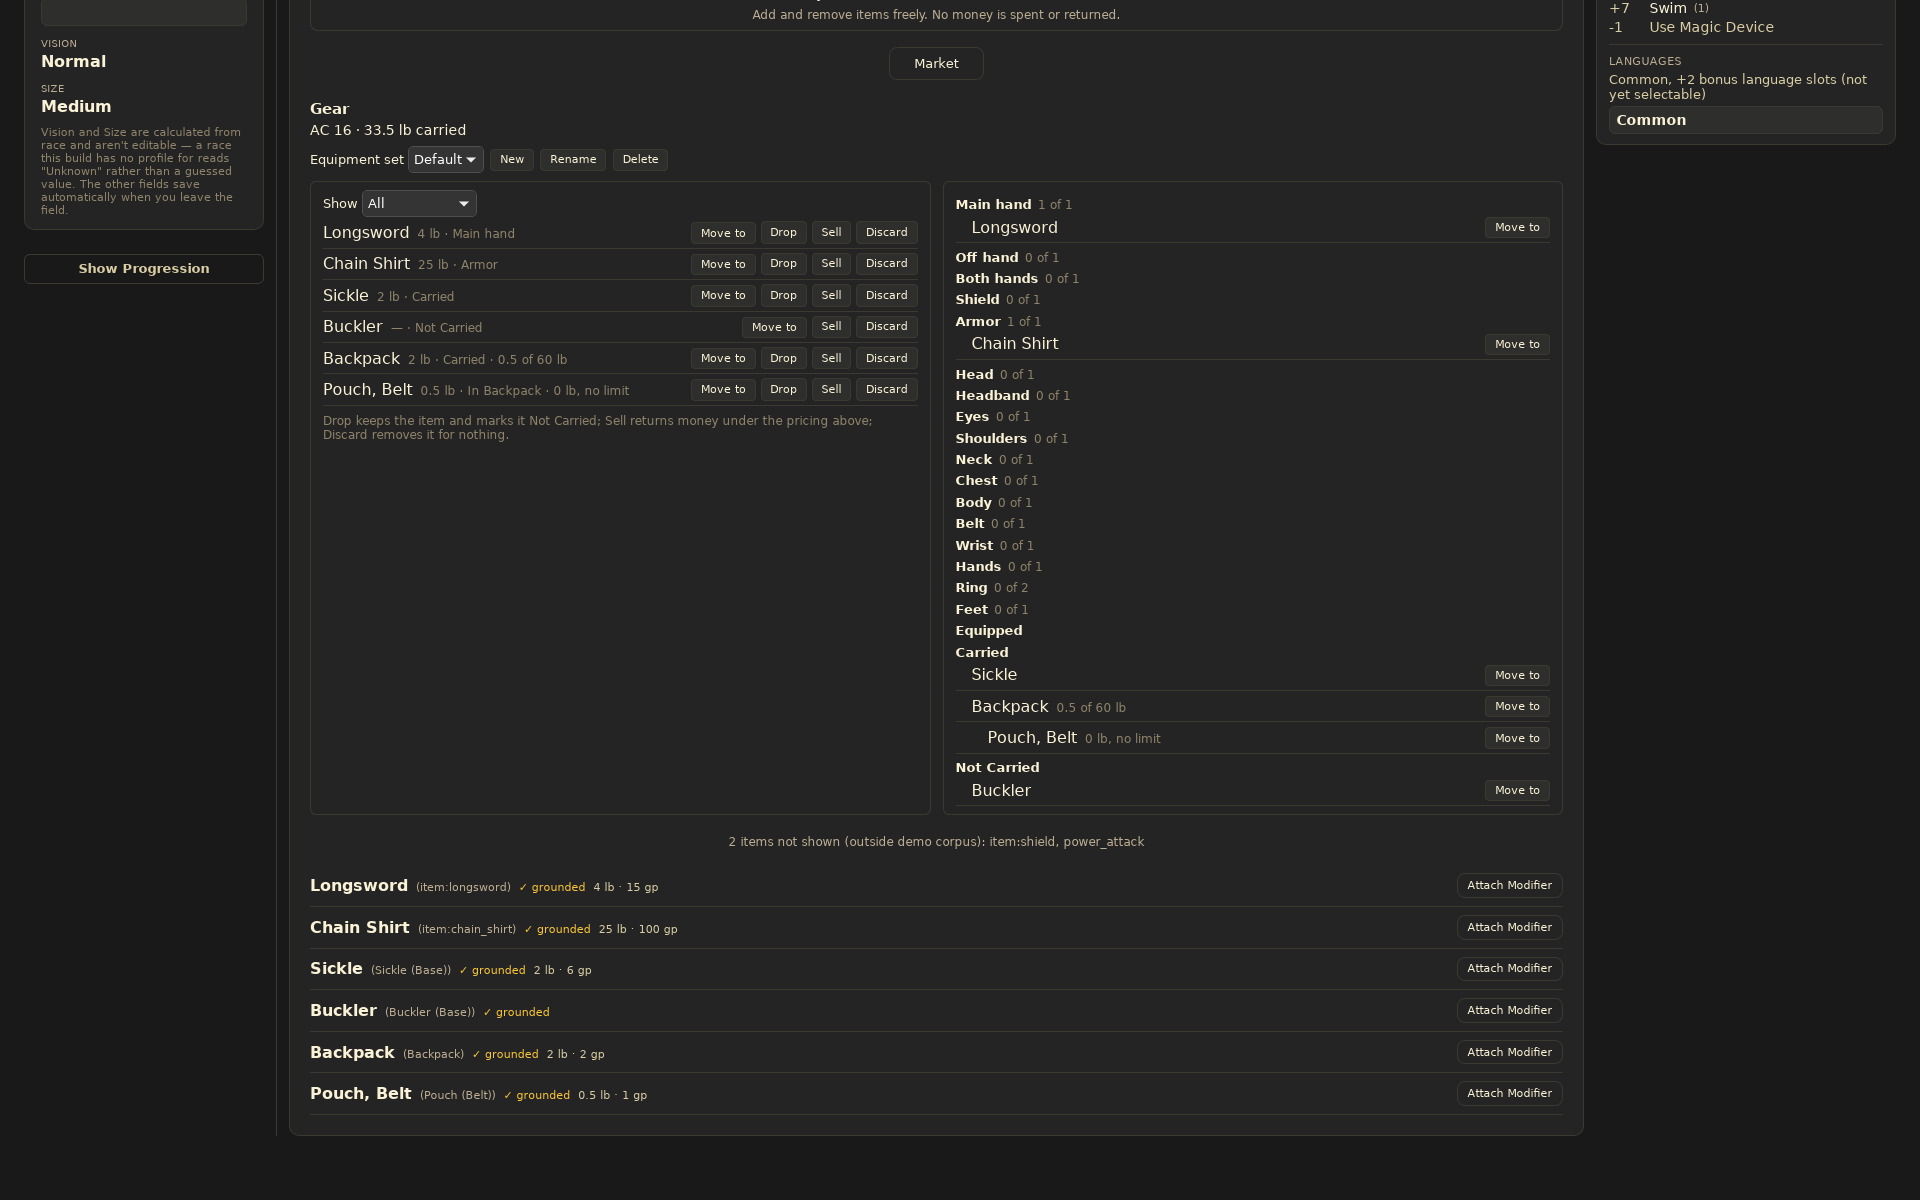 VISION
Normal
SIZE
Medium
Vision and Size are calculated from
race and aren't editable — a race
this build has no profile for reads
"Unknown" rather than a guessed
value. The other fields save
automatically when you leave the
field.
Show Progression
Add and remove items freely. No money is spent or returned.
Market
Gear
AC 16 · 33.5 lb carried
Equipment set Default New Rename Delete
Show All
Longsword 4 lb · Main hand Move to Drop Sell Discard
Chain Shirt 25 lb · Armor Move to Drop Sell Discard
Sickle 2 lb · Carried Move to Drop Sell Discard
Buckler — · Not Carried Move to Sell Discard
Backpack 2 lb · Carried · 0.5 of 60 lb Move to Drop Sell Discard
Pouch, Belt 0.5 lb · In Backpack · 0 lb, no limit Move to Drop Sell Discard
Drop keeps the item and marks it Not Carried; Sell returns money under the pricing above;
Discard removes it for nothing.
Main hand 1 of 1
Longsword Move to
Off hand 0 of 1
Both hands 0 of 1
Shield 0 of 1
Armor 1 of 1
Chain Shirt Move to
Head 0 of 1
Headband 0 of 1
Eyes 0 of 1
Shoulders 0 of 1
Neck 0 of 1
Chest 0 of 1
Body 0 of 1
Belt 0 of 1
Wrist 0 of 1
Hands 0 of 1
Ring 0 of 2
Feet 0 of 1
Equipped
Carried
Sickle Move to
Backpack 0.5 of 60 lb Move to
Pouch, Belt 0 lb, no limit Move to
Not Carried
Buckler Move to
2 items not shown (outside demo corpus): item:shield, power_attack
Longsword (item:longsword) ✓ grounded 4 lb · 15 gp Attach Modifier
Chain Shirt (item:chain_shirt) ✓ grounded 25 lb · 100 gp Attach Modifier
Sickle (Sickle (Base)) ✓ grounded 2 lb · 6 gp Attach Modifier
Buckler (Buckler (Base)) ✓ grounded Attach Modifier
Backpack (Backpack) ✓ grounded 2 lb · 2 gp Attach Modifier
Pouch, Belt (Pouch (Belt)) ✓ grounded 0.5 lb · 1 gp Attach Modifier
+7 Swim (1)
-1 Use Magic Device
LANGUAGES
Common, +2 bonus language slots (not
yet selectable)
Common